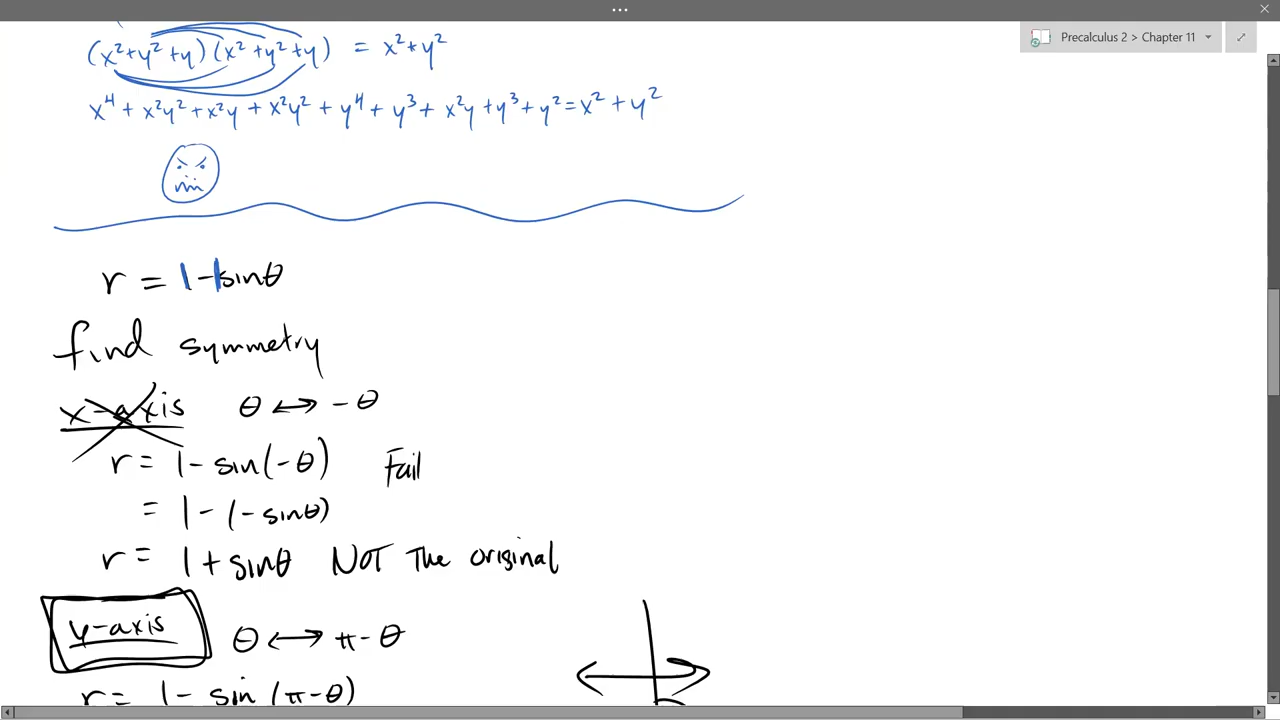 Precalculus 2 > Chapter 11
(x²+y²+y)(x²+y²+y) = x²+y²
x⁴ + x²y² + x²y + x²y² + y⁴ + y³ + x²y + y³ + y² = x² + y²
r = 1-1sinθ
find symmetry
x-axis θ ↔ -θ
r = 1 - sin(-θ) Fail
= 1 - (-sinθ)
r = 1 + sinθ NOT The original
y-axis θ ↔ π - θ
r = 1 - sin (π-θ)